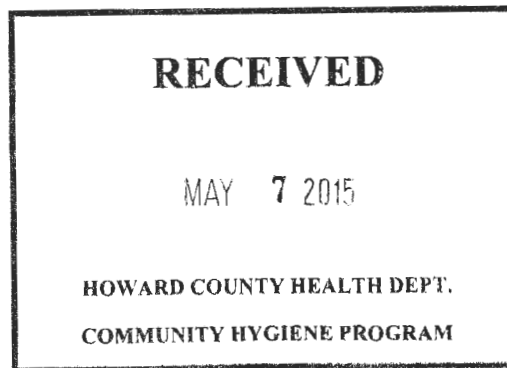 RECEIVED
MAY 7 2015
HOWARD COUNTY HEALTH DEPT.
COMMUNITY HYGIENE PROGRAM